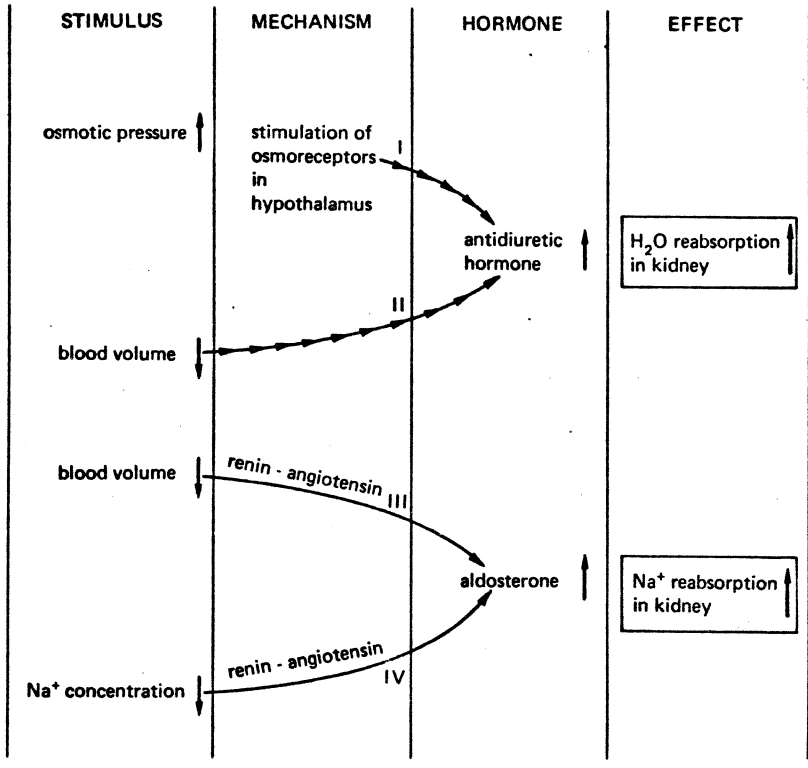 STIMULUS MECHANISM HORMONE EFFECT
osmotic pressure
stimulation of
osmoreceptors
in
hypothalamus
I
antidiuretic
hormone
H₂O reabsorption
in kidney
II
blood volume
blood volume
renin - angiotensin
III
aldosterone
Na⁺ reabsorption
in kidney
renin - angiotensin
IV
Na⁺ concentration